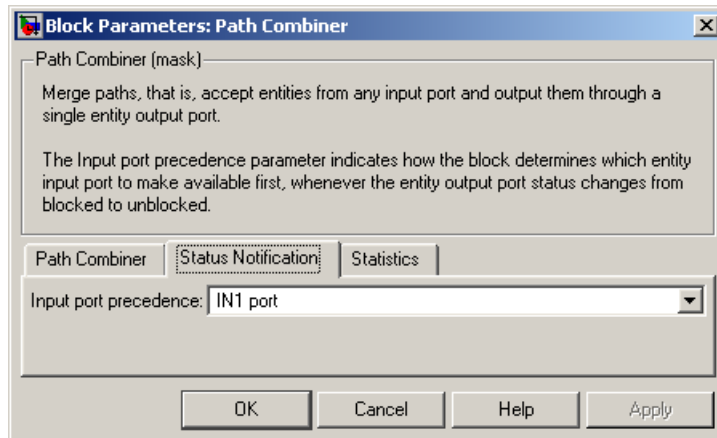 Block Parameters: Path Combiner
Path Combiner (mask)
Merge paths, that is, accept entities from any input port and output them through a
single entity output port.
The Input port precedence parameter indicates how the block determines which entity
input port to make available first, whenever the entity output port status changes from
blocked to unblocked.
Path Combiner Status Notification Statistics
Input port precedence: IN1 port
OK Cancel Help Apply